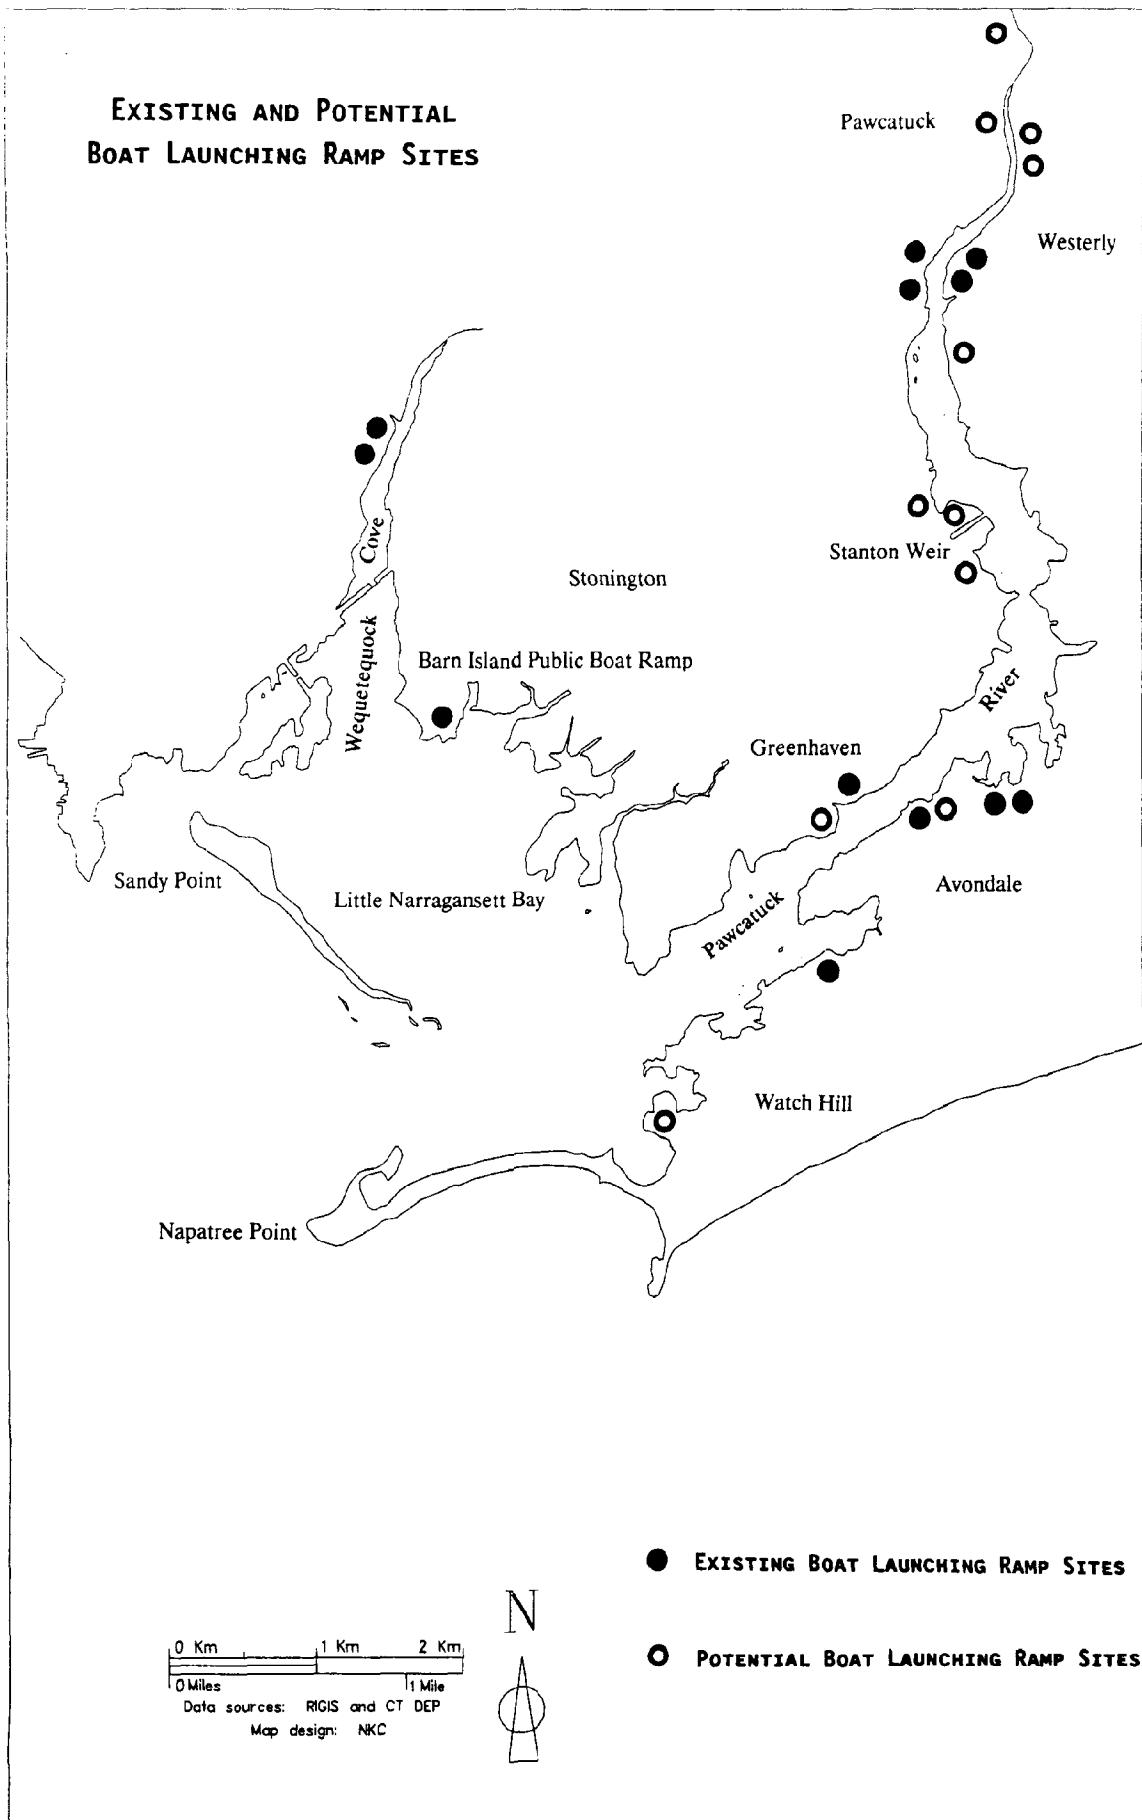 EXISTING AND POTENTIAL
BOAT LAUNCHING RAMP SITES
Pawcatuck
Westerly
Cove
Stanton Weir
Stonington
Wequetequock
Barn Island Public Boat Ramp
River
Greenhaven
Sandy Point
Little Narragansett Bay
Avondale
Pawcatuck
Watch Hill
Napatree Point
EXISTING BOAT LAUNCHING RAMP SITES
N
0 Km 1 Km 2 Km
POTENTIAL BOAT LAUNCHING RAMP SITES
0 Miles 1 Mile
Data sources: RIGIS and CT DEP
Map design: NKC